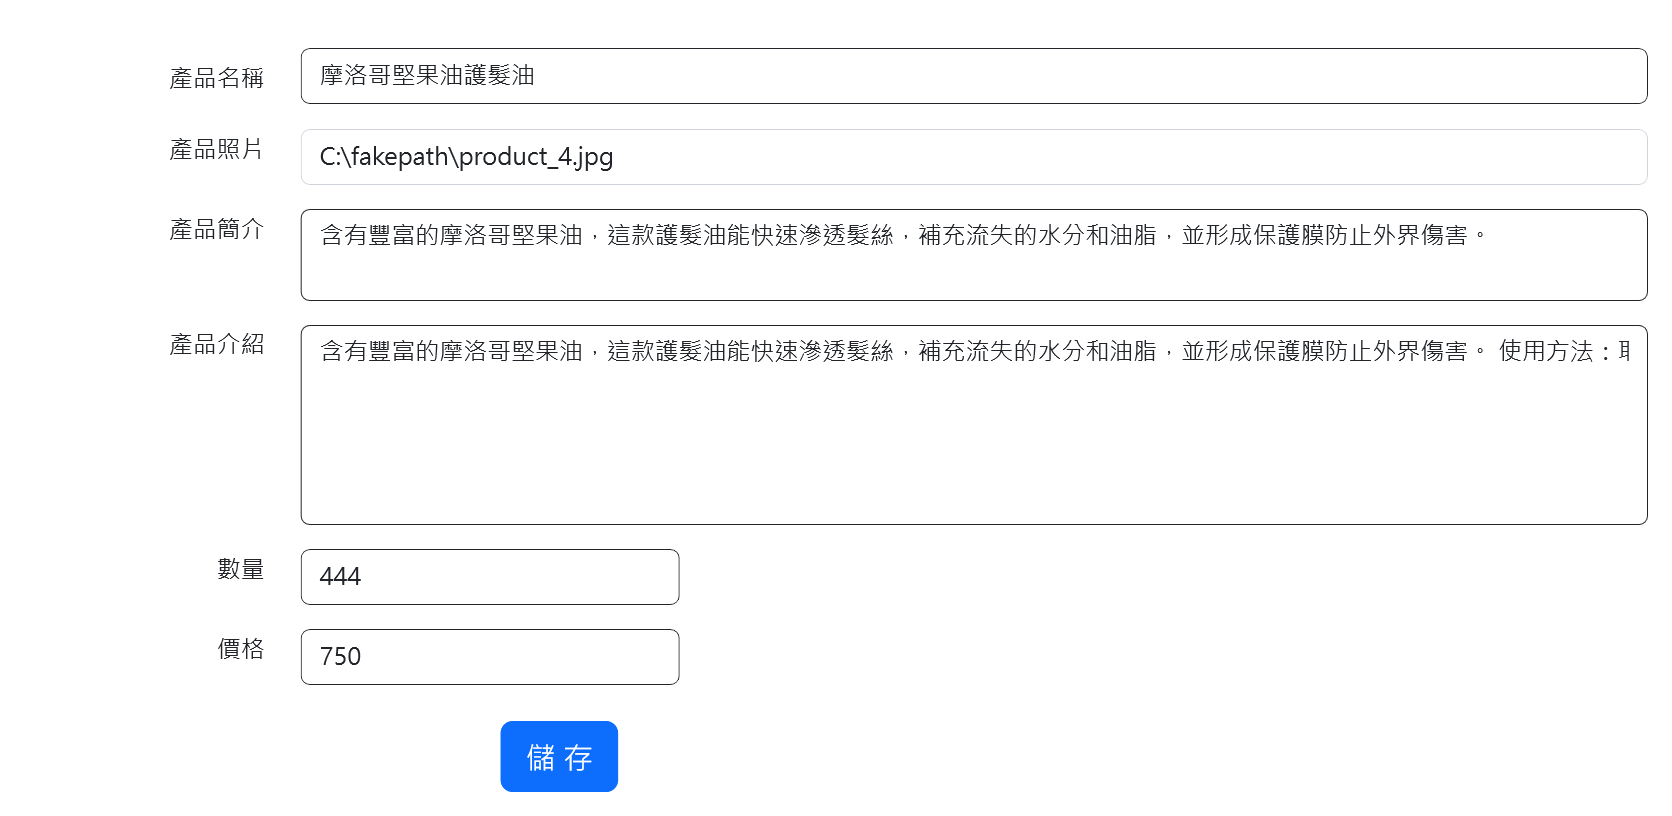 產品名稱
摩洛哥堅果油護髮油
產品照片
C:\fakepath\product_4.jpg
產品簡介
含有豐富的摩洛哥堅果油，這款護髮油能快速滲透髮絲，補充流失的水分和油脂，並形成保護膜防止外界傷害。
產品介紹
含有豐富的摩洛哥堅果油，這款護髮油能快速滲透髮絲，補充流失的水分和油脂，並形成保護膜防止外界傷害。 使用方法：
數量
444
價格
750
儲 存